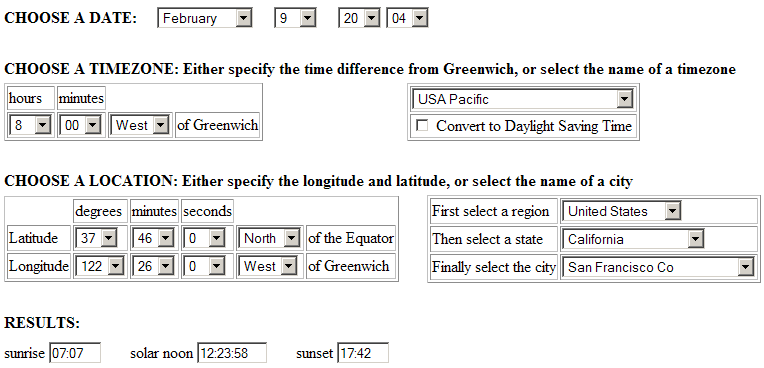 CHOOSE A DATE: February 9 20 04
CHOOSE A TIMEZONE: Either specify the time difference from Greenwich, or select the name of a timezone
hours minutes
8 00 West of Greenwich
USA Pacific
Convert to Daylight Saving Time
CHOOSE A LOCATION: Either specify the longitude and latitude, or select the name of a city
degrees minutes seconds
Latitude 37 46 0 North of the Equator
Longitude 122 26 0 West of Greenwich
First select a region United States
Then select a state California
Finally select the city San Francisco Co
RESULTS:
sunrise 07:07 solar noon 12:23:58 sunset 17:42